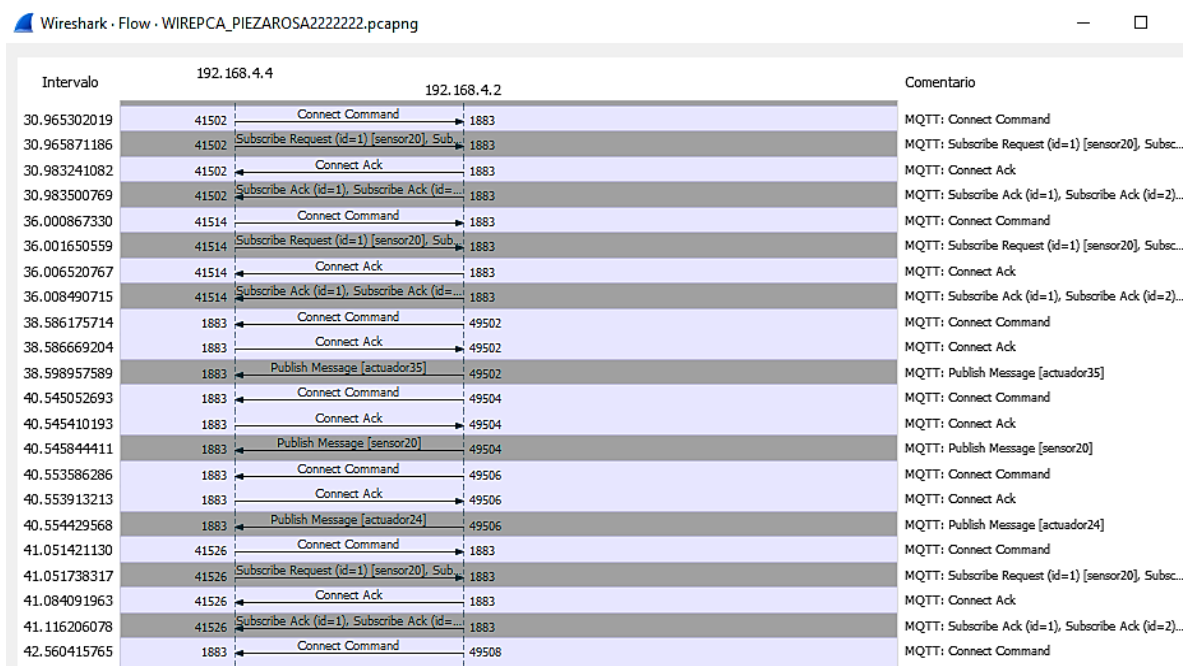 Wireshark · Flow · WIREPCA_PIEZAROSA2222222.pcapng
192.168.4.4
Intervalo 192.168.4.2 Comentario
30.965302019 41502 Connect Command 1883 MQTT: Connect Command
30.965871186 41502 Subscribe Request (id=1) [sensor20], Sub... 1883 MQTT: Subscribe Request (id=1) [sensor20], Subsc...
30.983241082 41502 Connect Ack 1883 MQTT: Connect Ack
30.983500769 41502 Subscribe Ack (id=1), Subscribe Ack (id=... 1883 MQTT: Subscribe Ack (id=1), Subscribe Ack (id=2)...
36.000867330 41514 Connect Command 1883 MQTT: Connect Command
36.001650559 41514 Subscribe Request (id=1) [sensor20], Sub... 1883 MQTT: Subscribe Request (id=1) [sensor20], Subsc...
36.006520767 41514 Connect Ack 1883 MQTT: Connect Ack
36.008490715 41514 Subscribe Ack (id=1), Subscribe Ack (id=... 1883 MQTT: Subscribe Ack (id=1), Subscribe Ack (id=2)...
38.586175714 1883 Connect Command 49502 MQTT: Connect Command
38.586669204 1883 Connect Ack 49502 MQTT: Connect Ack
38.598957589 1883 Publish Message [actuador35] 49502 MQTT: Publish Message [actuador35]
40.545052693 1883 Connect Command 49504 MQTT: Connect Command
40.545410193 1883 Connect Ack 49504 MQTT: Connect Ack
40.545844411 1883 Publish Message [sensor20] 49504 MQTT: Publish Message [sensor20]
40.553586286 1883 Connect Command 49506 MQTT: Connect Command
40.553913213 1883 Connect Ack 49506 MQTT: Connect Ack
40.554429568 1883 Publish Message [actuador24] 49506 MQTT: Publish Message [actuador24]
41.051421130 41526 Connect Command 1883 MQTT: Connect Command
41.051738317 41526 Subscribe Request (id=1) [sensor20], Sub... 1883 MQTT: Subscribe Request (id=1) [sensor20], Subsc...
41.084091963 41526 Connect Ack 1883 MQTT: Connect Ack
41.116206078 41526 Subscribe Ack (id=1), Subscribe Ack (id=... 1883 MQTT: Subscribe Ack (id=1), Subscribe Ack (id=2)...
42.560415765 1883 Connect Command 49508 MQTT: Connect Command